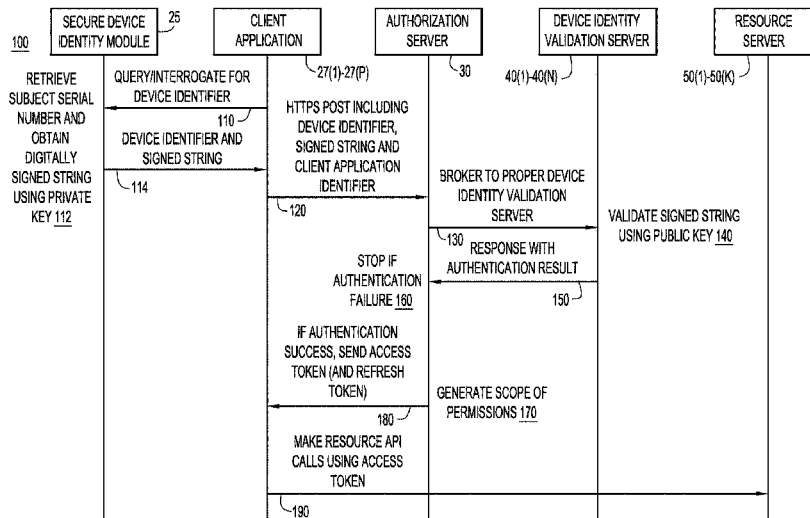 100
SECURE DEVICE
IDENTITY MODULE
25
CLIENT
APPLICATION
27(1)-27(P)
AUTHORIZATION
SERVER
30
DEVICE IDENTITY
VALIDATION SERVER
40(1)-40(N)
RESOURCE
SERVER
50(1)-50(K)
RETRIEVE
SUBJECT SERIAL
NUMBER AND
OBTAIN
DIGITALLY
SIGNED STRING
USING PRIVATE
KEY 112
QUERY/INTERROGATE FOR
DEVICE IDENTIFIER
110
DEVICE IDENTIFIER AND
SIGNED STRING
114
HTTPS POST INCLUDING
DEVICE IDENTIFIER,
SIGNED STRING AND
CLIENT APPLICATION
IDENTIFIER
120
BROKER TO PROPER DEVICE
IDENTITY VALIDATION
SERVER
130
VALIDATE SIGNED STRING
USING PUBLIC KEY 140
RESPONSE WITH
AUTHENTICATION RESULT
150
STOP IF
AUTHENTICATION
FAILURE 160
IF AUTHENTICATION
SUCCESS, SEND ACCESS
TOKEN (AND REFRESH
TOKEN)
180
GENERATE SCOPE OF
PERMISSIONS 170
MAKE RESOURCE API
CALLS USING ACCESS
TOKEN
190